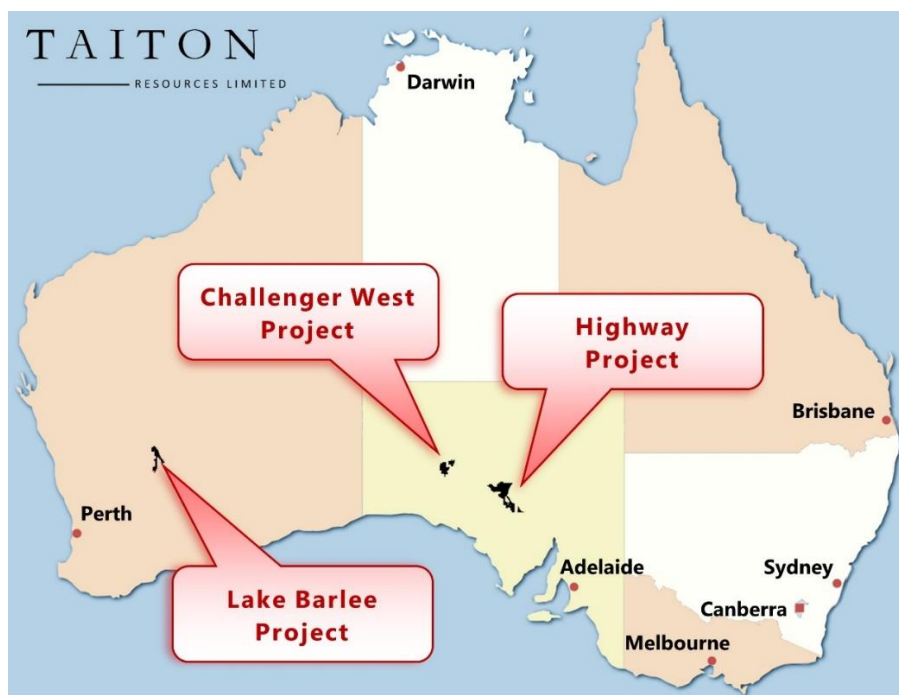 TAITON
RESOURCES LIMITED
Darwin
Challenger West
Project
Highway
Project
Brisbane
Perth
Lake Barlee
Project
Adelaide
Sydney
Canberra
Melbourne